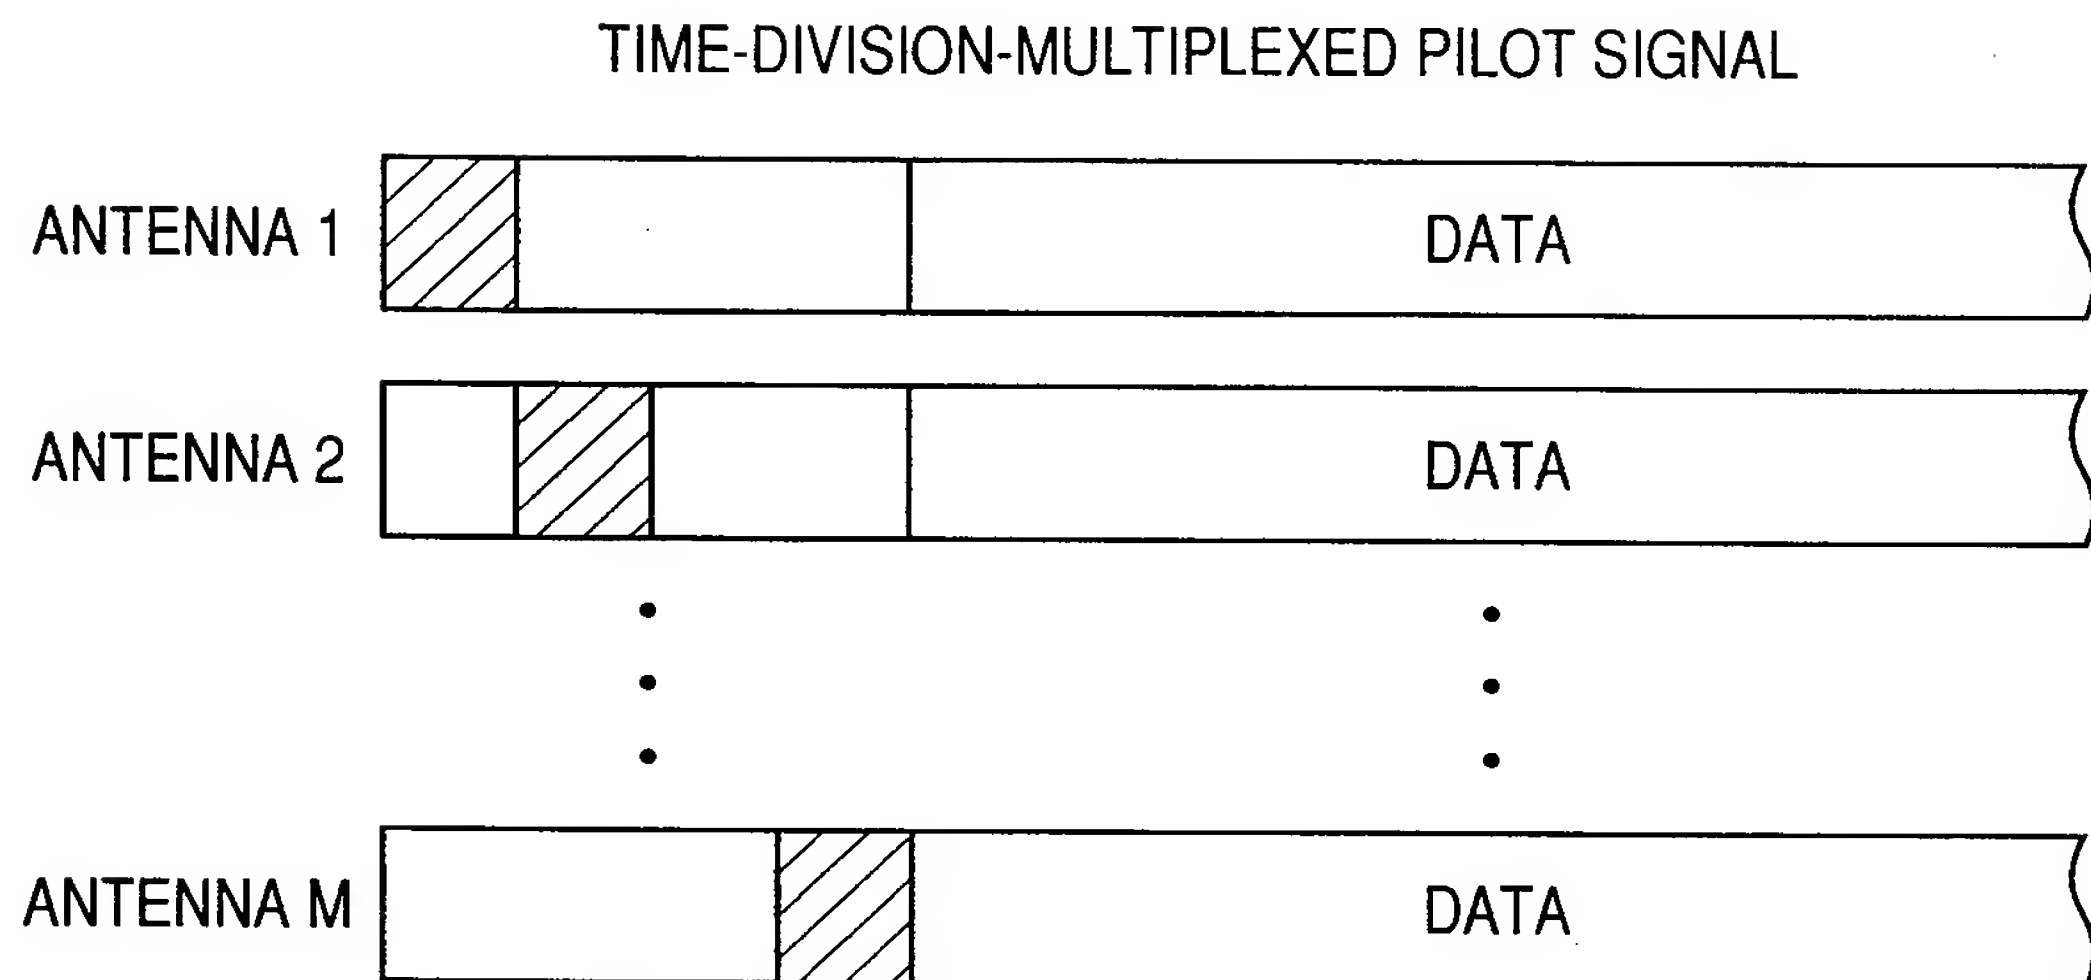 TIME-DIVISION-MULTIPLEXED PILOT SIGNAL
ANTENNA 1 DATA
ANTENNA 2 DATA
ANTENNA M DATA